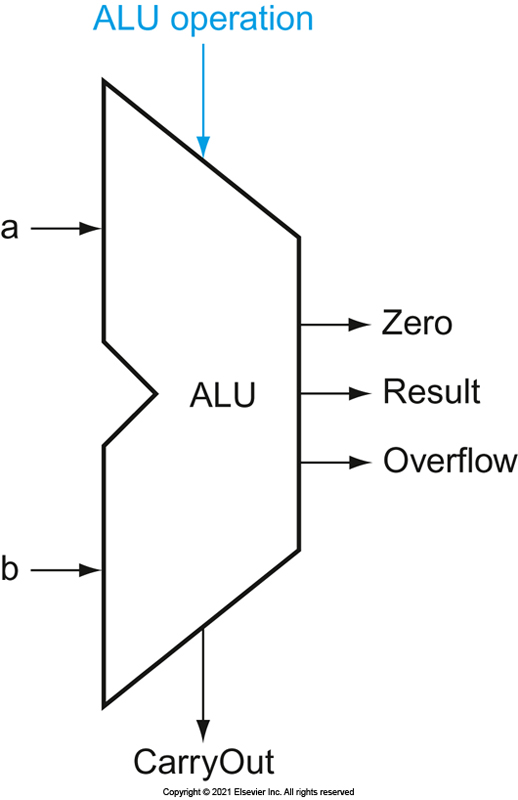 ALU operation
a
Zero
ALU
Result
Overflow
b
CarryOut
Copyright © 2021 Elsevier Inc. All rights reserved